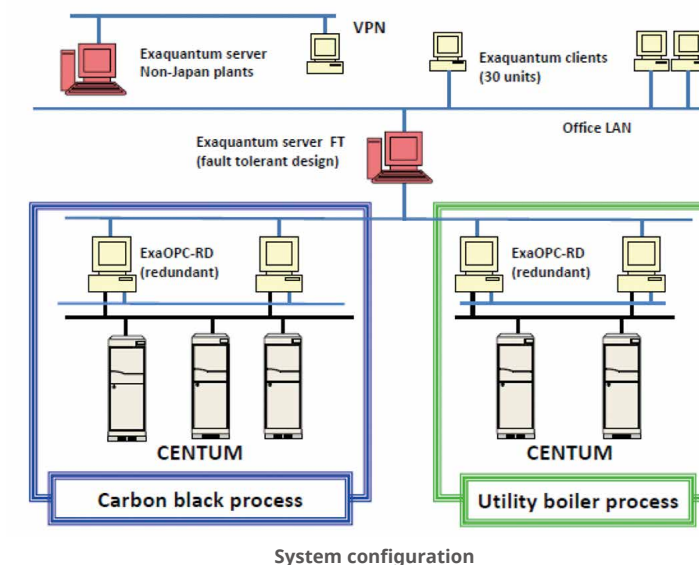 VPN
Exaquantum server
Non-Japan plants
Exaquantum clients
(30 units)
Office LAN
Exaquantum server FT
(fault tolerant design)
ExaOPC-RD
(redundant)
ExaOPC-RD
(redundant)
CENTUM
CENTUM
Carbon black process
Utility boiler process
System configuration